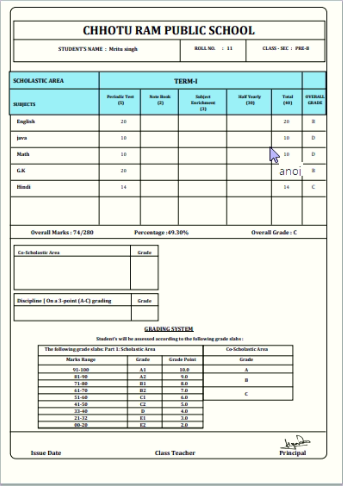 CHHOTU RAM PUBLIC SCHOOL
STUDENT'S NAME : Mritu singh ROLL NO. : 11 CLASS - SEC : PRE-B
SCHOLASTIC AREA TERM-I
SUBJECTS Periodic Test (5) Note Book (5) Subject Enrichment (5) Half Yearly (30) Total (40) OVERALL GRADE
English 20 20 B
java 10 10 D
Math 10 10 D
G.K 20 B
Hindi 14 14 C
anoj
Overall Marks : 74/280 Percentage :49.30% Overall Grade : C
Co-Scholastic Area Grade
Discipline | On a 3-point (A-C) grading Grade
GRADING SYSTEM
Student's will be assessed according to the following grade slabs :
The following grade slabs: Part 1: Scholastic Area Co-Scholastic Area
Marks Range Grade Grade Point Grade
91-100 A1 10.0 A
81-90 A2 9.0
71-80 B1 8.0 B
61-70 B2 7.0
51-60 C1 6.0 C
41-50 C2 5.0
33-40 D 4.0
21-32 E1 3.0
00-20 E2 2.0
Issue Date Class Teacher Principal